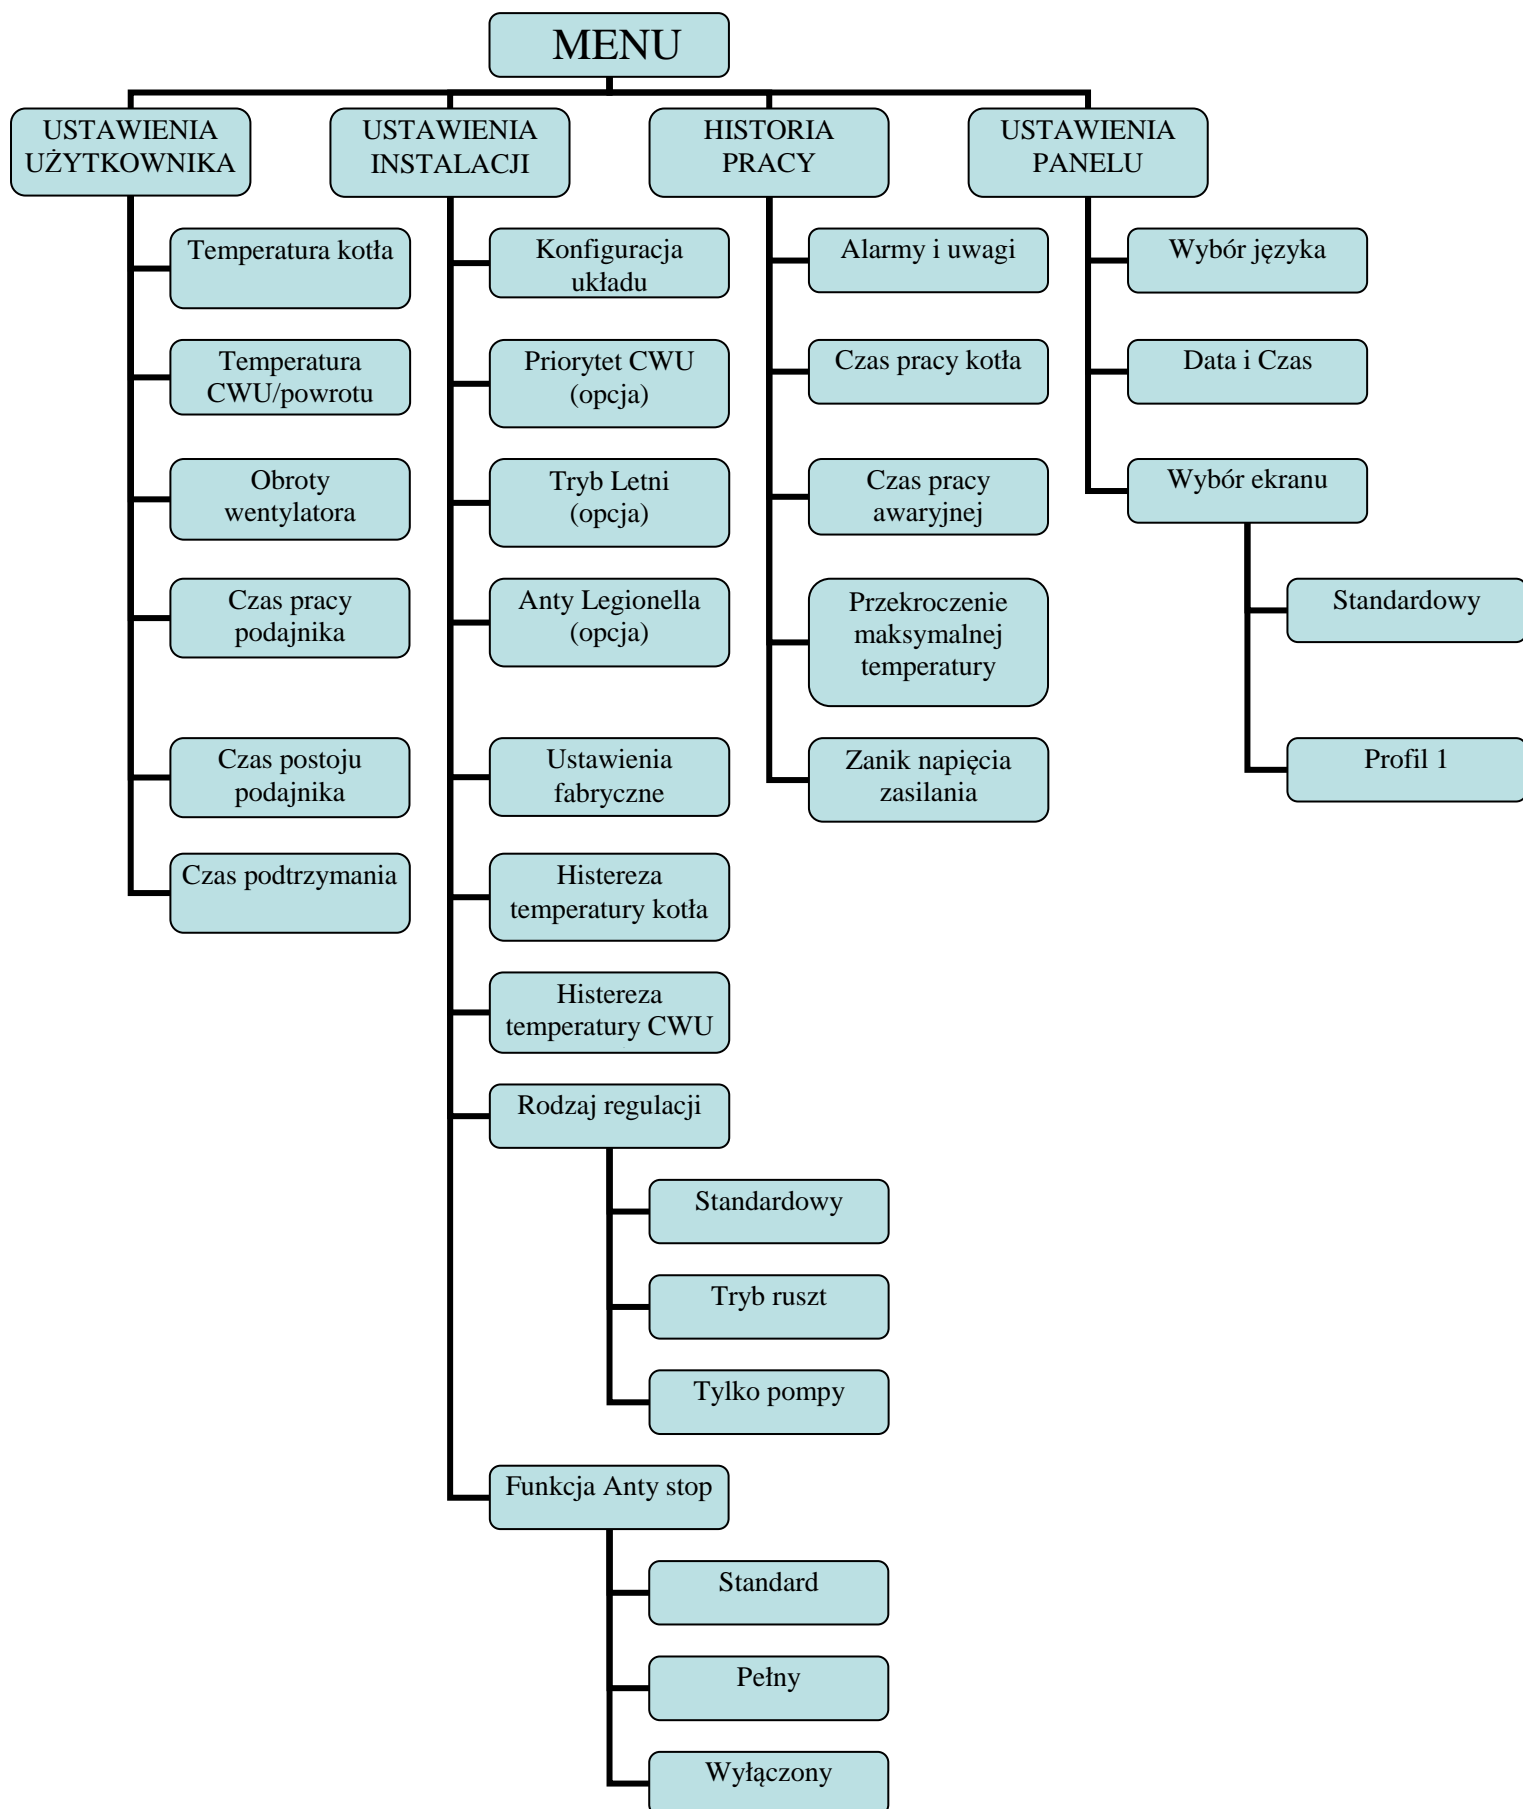 MENU
USTAWIENIA
UŻYTKOWNIKA
Temperatura kotła
Temperatura
CWU/powrotu
Obroty
wentylatora
Czas pracy
podajnika
Czas postoju
podajnika
Czas podtrzymania
USTAWIENIA
INSTALACJI
Konfiguracja
układu
Priorytet CWU
(opcja)
Tryb Letni
(opcja)
Anty Legionella
(opcja)
Ustawienia
fabryczne
Histereza
temperatury kotła
Histereza
temperatury CWU
Rodzaj regulacji
Standardowy
Tryb ruszt
Tylko pompy
Funkcja Anty stop
Standard
Pełny
Wyłączony
HISTORIA
PRACY
Alarmy i uwagi
Czas pracy kotła
Czas pracy
awaryjnej
Przekroczenie
maksymalnej
temperatury
Zanik napięcia
zasilania
USTAWIENIA
PANELU
Wybór języka
Data i Czas
Wybór ekranu
Standardowy
Profil 1